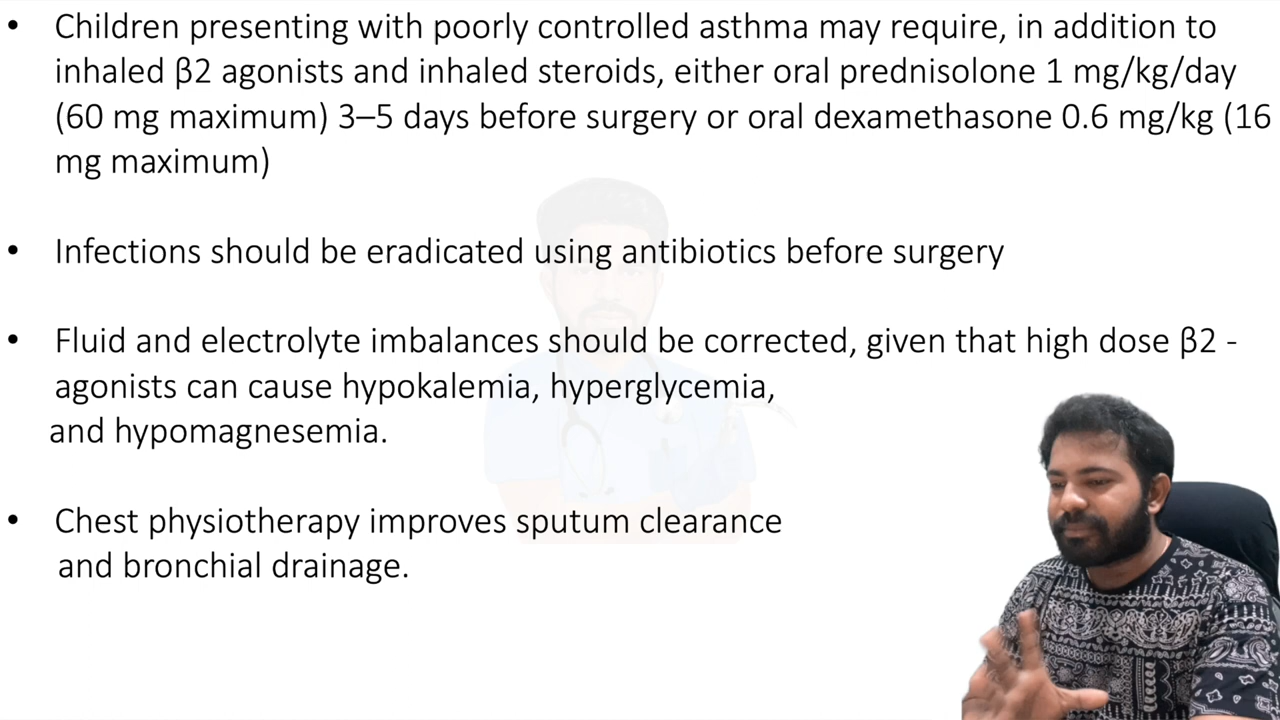 • Children presenting with poorly controlled asthma may require, in addition to
inhaled β2 agonists and inhaled steroids, either oral prednisolone 1 mg/kg/day
(60 mg maximum) 3–5 days before surgery or oral dexamethasone 0.6 mg/kg (16
mg maximum)
• Infections should be eradicated using antibiotics before surgery
• Fluid and electrolyte imbalances should be corrected, given that high dose β2 -
agonists can cause hypokalemia, hyperglycemia,
and hypomagnesemia.
• Chest physiotherapy improves sputum clearance
and bronchial drainage.